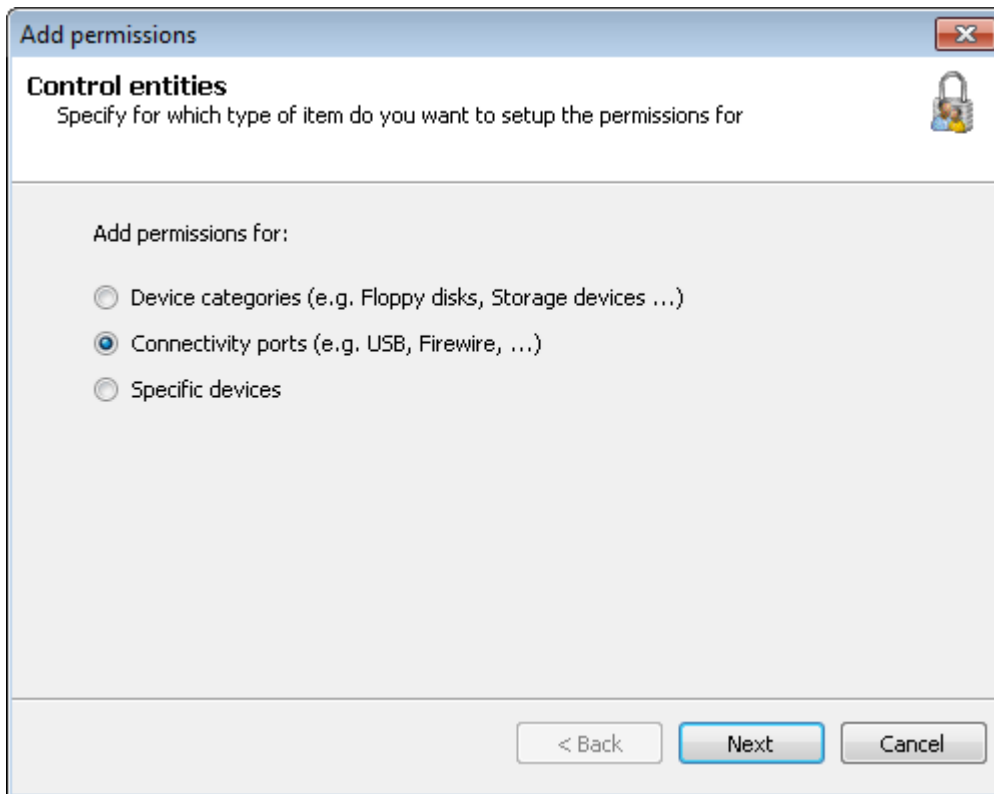 Add permissions
Control entities
Specify for which type of item do you want to setup the permissions for
Add permissions for:
Device categories (e.g. Floppy disks, Storage devices ...)
Connectivity ports (e.g. USB, Firewire, ...)
Specific devices
< Back Next Cancel